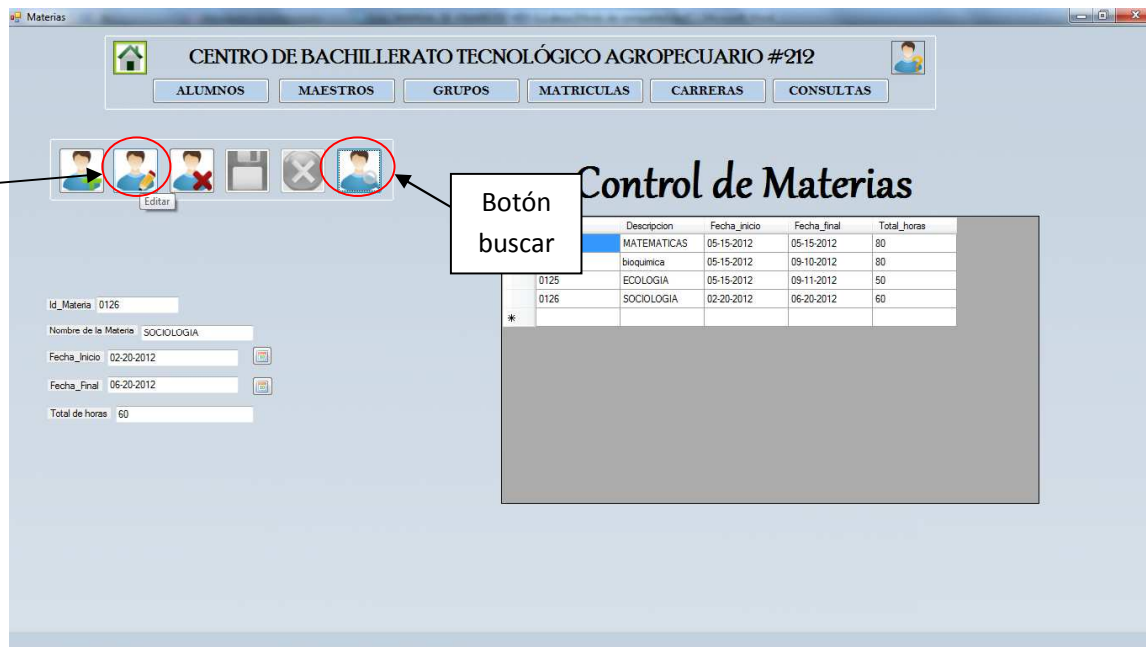 Materias
CENTRO DE BACHILLERATO TECNOLÓGICO AGROPECUARIO #212
ALUMNOS MAESTROS GRUPOS MATRICULAS CARRERAS CONSULTAS
Editar
Botón
buscar
Control de Materias
Descripcion Fecha_inicio Fecha_final Total_horas
MATEMATICAS 05-15-2012 05-15-2012 80
bioquimica 05-15-2012 09-10-2012 80
0125 ECOLOGIA 05-15-2012 09-11-2012 50
0126 SOCIOLOGIA 02-20-2012 06-20-2012 60
*
Id_Materia 0126
Nombre de la Materia SOCIOLOGIA
Fecha_Inicio 02-20-2012
Fecha_Final 06-20-2012
Total de horas 60